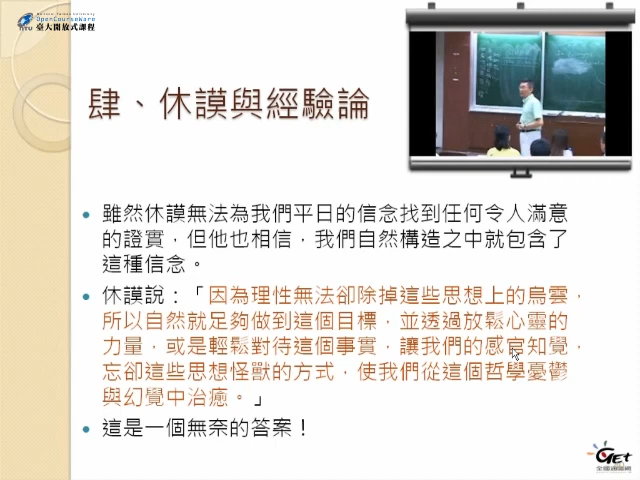 OpenCourseWare
NTU 臺大開放式課程
肆、休謨與經驗論
雖然休謨無法為我們平日的信念找到任何令人滿意
的證實，但他也相信，我們自然構造之中就包含了
這種信念。
休謨說：「因為理性無法卻除掉這些思想上的烏雲，
所以自然就足夠做到這個目標，並透過放鬆心靈的
力量，或是輕鬆對待這個事實，讓我們的感官知覺，
忘卻這些思想怪獸的方式，使我們從這個哲學憂鬱
與幻覺中治癒。」
這是一個無奈的答案！
GET